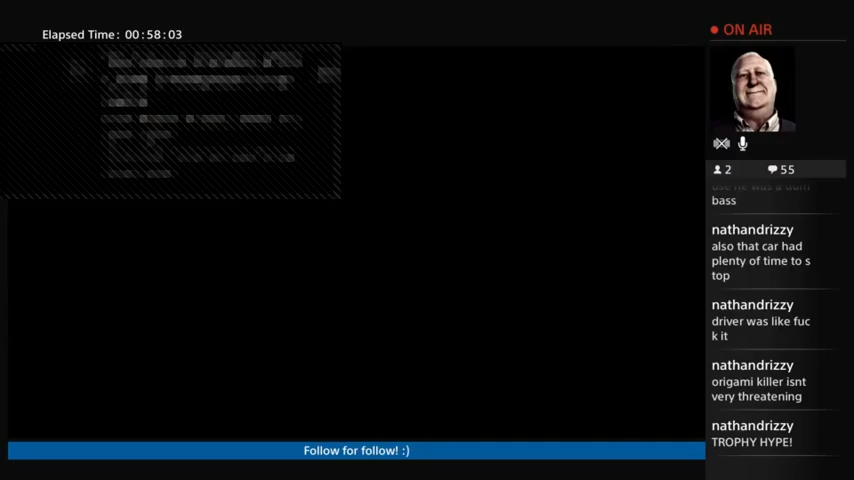 Elapsed Time: 00:58:03
ON AIR
2
55
bass
nathandrizzy
also that car had
plenty of time to s
top
nathandrizzy
driver was like fuc
k it
nathandrizzy
origami killer isnt
very threatening
nathandrizzy
TROPHY HYPE!
Follow for follow! :)